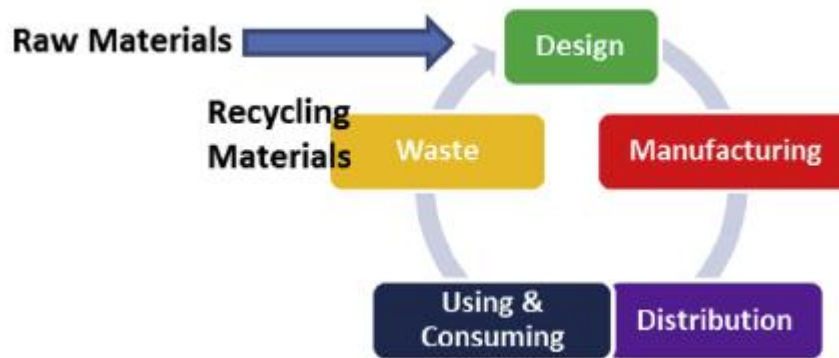 Raw Materials
Design
Recycling
Materials
Waste
Manufacturing
Using &
Consuming
Distribution